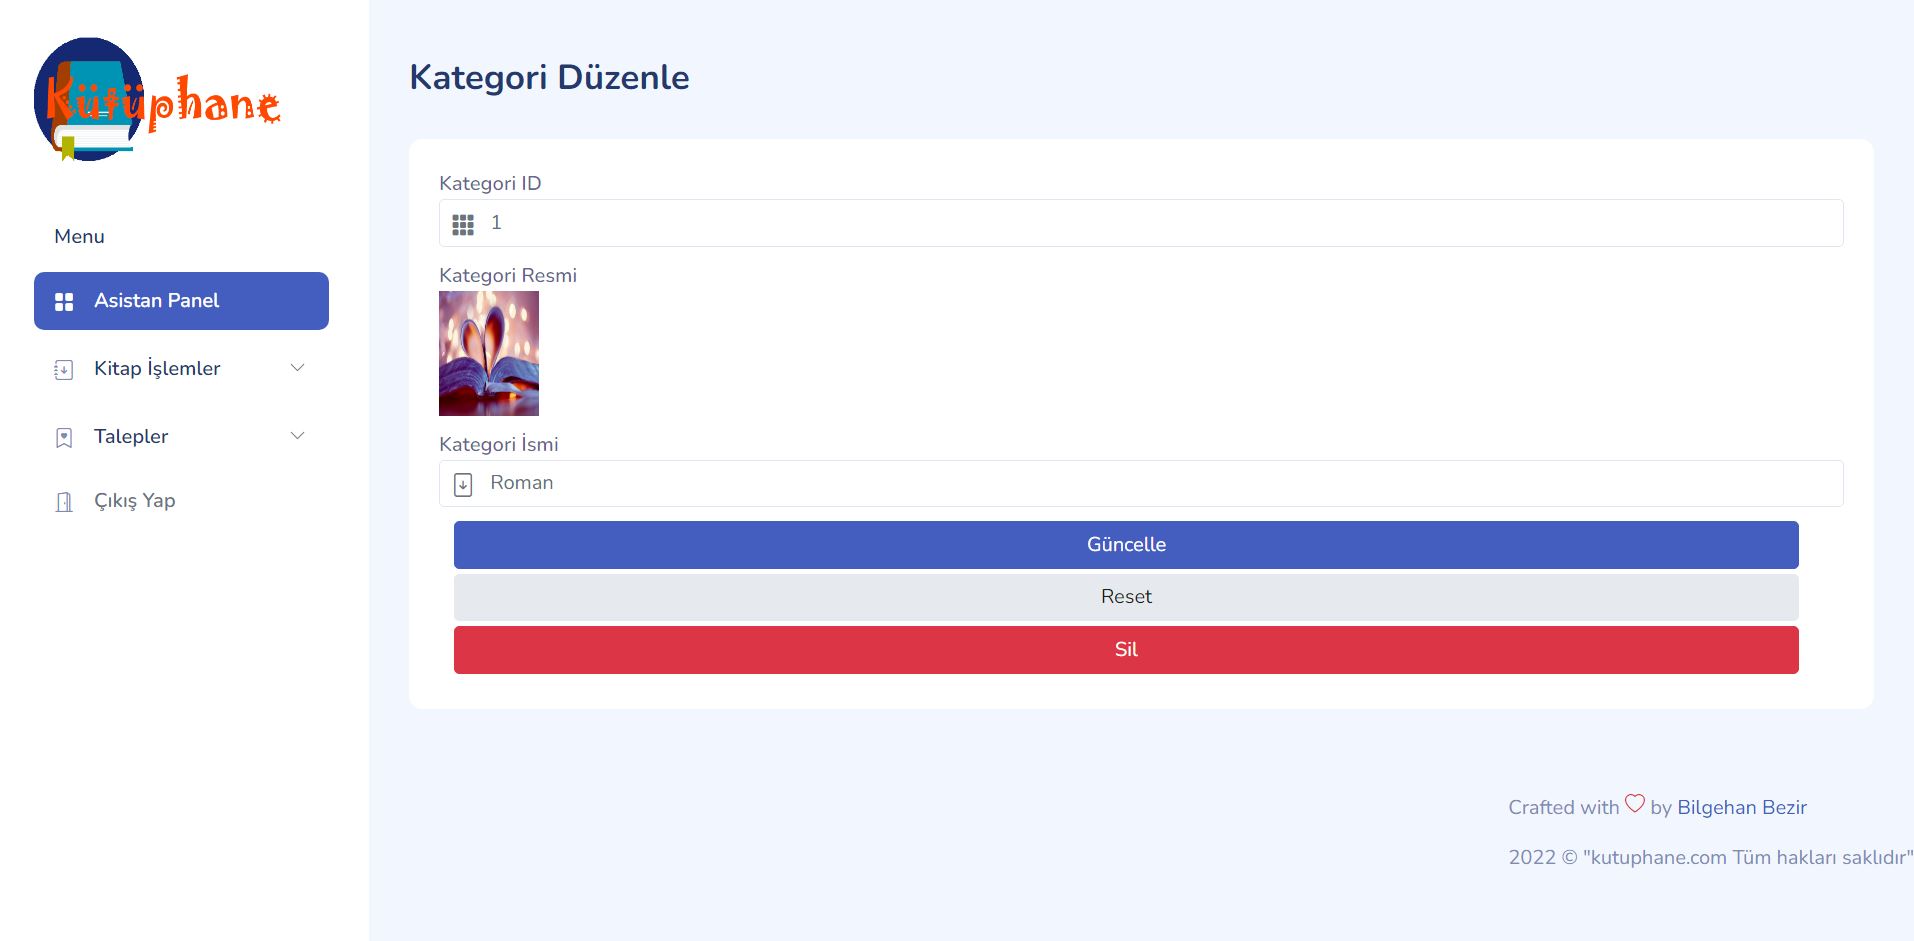 Kütüphane
Menu
Asistan Panel
Kitap İşlemler
Talepler
Çıkış Yap
Kategori Düzenle
Kategori ID
1
Kategori Resmi
Kategori İsmi
Roman
Güncelle
Reset
Sil
Crafted with by Bilgehan Bezir
2022 © "kutuphane.com Tüm hakları saklıdır"